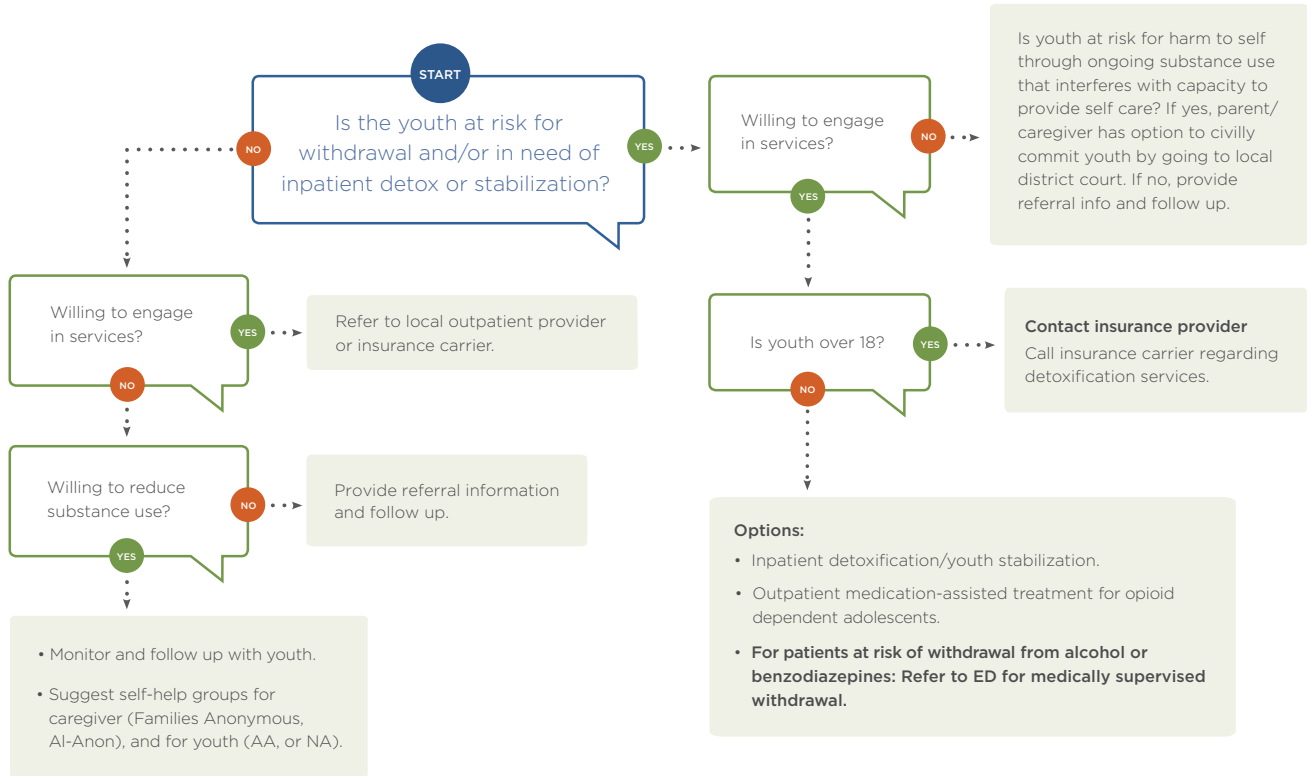 START
Is the youth at risk for
withdrawal and/or in need of
inpatient detox or stabilization?
NO
YES
Willing to engage
in services?
NO
YES
Is youth at risk for harm to self
through ongoing substance use
that interferes with capacity to
provide self care? If yes, parent/
caregiver has option to civilly
commit youth by going to local
district court. If no, provide
referral info and follow up.
Willing to engage
in services?
YES
NO
Refer to local outpatient provider
or insurance carrier.
Is youth over 18?
YES
NO
Contact insurance provider
Call insurance carrier regarding
detoxification services.
Willing to reduce
substance use?
NO
YES
Provide referral information
and follow up.
Options:
• Inpatient detoxification/youth stabilization.
• Outpatient medication-assisted treatment for opioid
dependent adolescents.
• For patients at risk of withdrawal from alcohol or
benzodiazepines: Refer to ED for medically supervised
withdrawal.
• Monitor and follow up with youth.
• Suggest self-help groups for
caregiver (Families Anonymous,
Al-Anon), and for youth (AA, or NA).